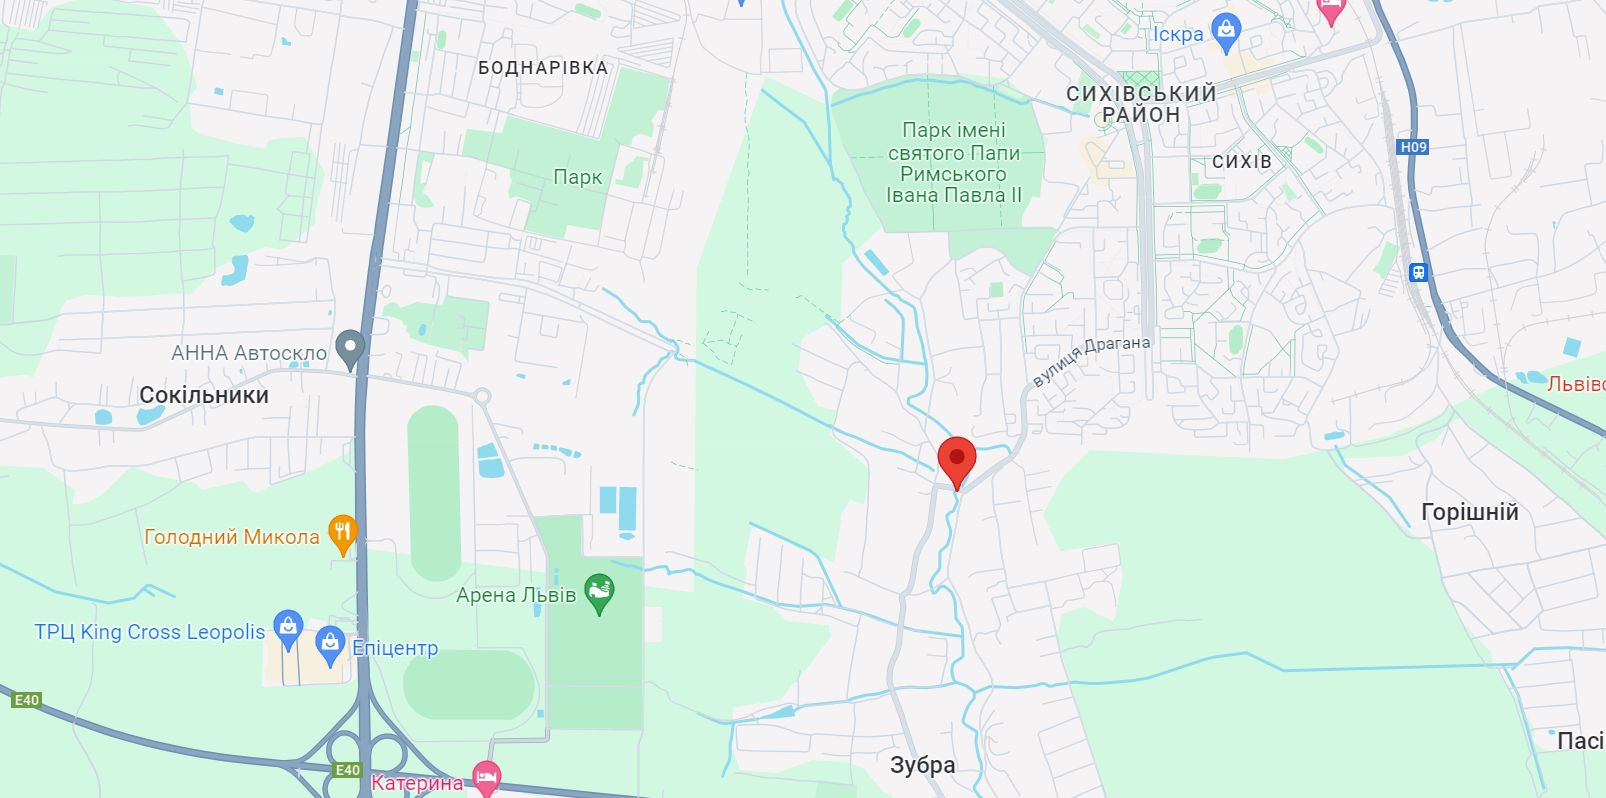 Іскра
БОДНАРІВКА
СИХІВСЬКИЙ
РАЙОН
Парк імені
святого Папи
Римського
Івана Павла II
H09
СИХІВ
Парк
АННА Автоскло
вулиця Драгана
Сокільники
Львівс
Горішній
Голодний Микола
Арена Львів
ТРЦ King Cross Leopolis
Епіцентр
E40
Пасі
Зубра
E40
Катерина